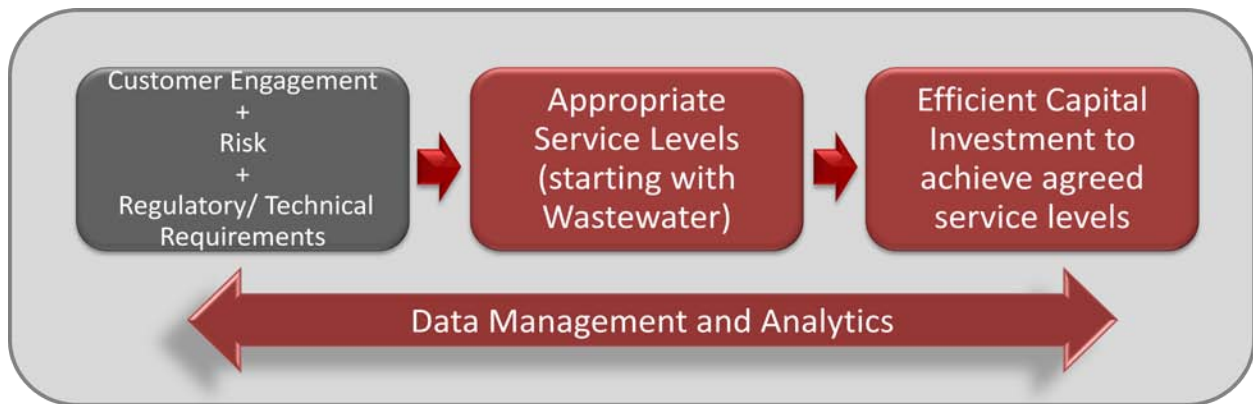 Customer Engagement
+
Risk
+
Regulatory/ Technical
Requirements
Appropriate
Service Levels
(starting with
Wastewater)
Efficient Capital
Investment to
achieve agreed
service levels
Data Management and Analytics